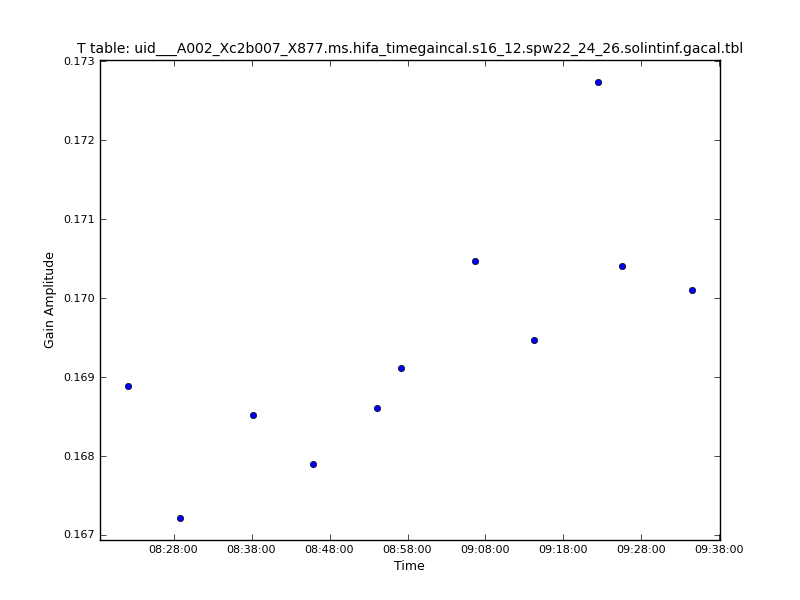 T table: uid___A002_Xc2b007_X877.ms.hifa_timegaincal.s16_12.spw22_24_26.solintinf.gacal.tbl
0.173
0.172
0.171
0.170
0.169
0.168
0.167
Gain Amplitude
08:28:00 08:38:00 08:48:00 08:58:00 09:08:00 09:18:00 09:28:00 09:38:00
Time